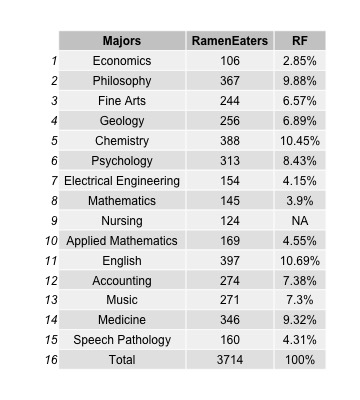 Majors RamenEaters RF
1 Economics 106 2.85%
2 Philosophy 367 9.88%
3 Fine Arts 244 6.57%
4 Geology 256 6.89%
5 Chemistry 388 10.45%
6 Psychology 313 8.43%
7 Electrical Engineering 154 4.15%
8 Mathematics 145 3.9%
9 Nursing 124 NA
10 Applied Mathematics 169 4.55%
11 English 397 10.69%
12 Accounting 274 7.38%
13 Music 271 7.3%
14 Medicine 346 9.32%
15 Speech Pathology 160 4.31%
16 Total 3714 100%